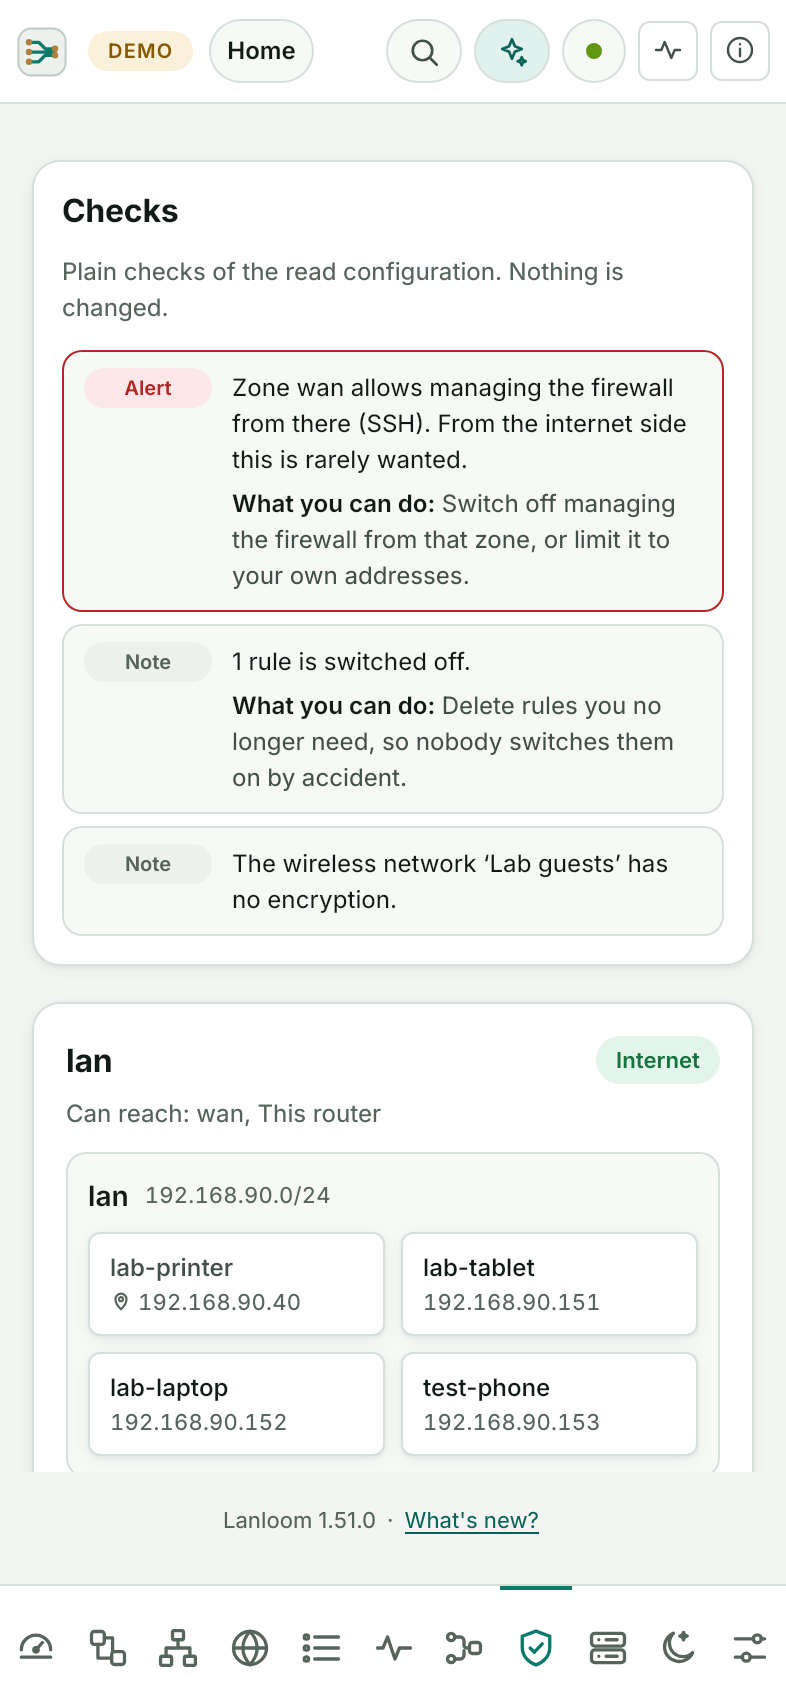 DEMO
Home
Checks
Plain checks of the read configuration. Nothing is
changed.
Alert
Zone wan allows managing the firewall
from there (SSH). From the internet side
this is rarely wanted.
What you can do: Switch off managing
the firewall from that zone, or limit it to
your own addresses.
Note
1 rule is switched off.
What you can do: Delete rules you no
longer need, so nobody switches them
on by accident.
Note
The wireless network ‘Lab guests’ has
no encryption.
lan
Internet
Can reach: wan, This router
lan 192.168.90.0/24
lab-printer
192.168.90.40
lab-tablet
192.168.90.151
lab-laptop
192.168.90.152
test-phone
192.168.90.153
Lanloom 1.51.0 · What's new?